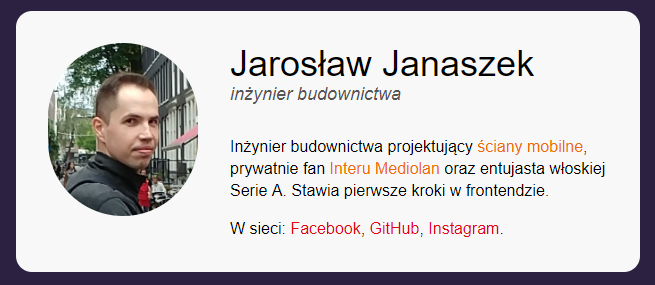 Jarosław Janaszek
inżynier budownictwa
Inżynier budownictwa projektujący ściany mobilne,
prywatnie fan Interu Mediolan oraz entujasta włoskiej
Serie A. Stawia pierwsze kroki w frontendzie.
W sieci: Facebook, GitHub, Instagram.